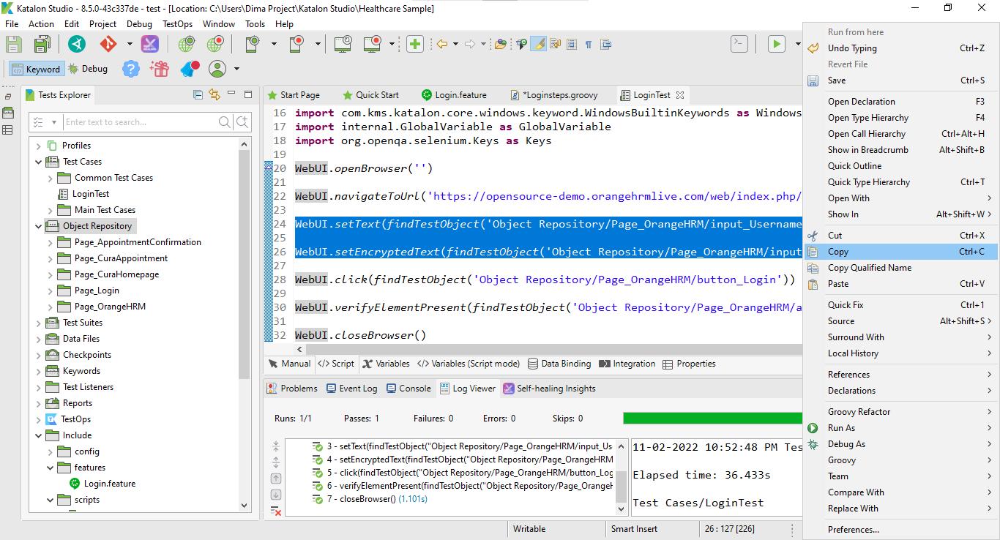 Katalon Studio - 8.5.0-43c337de - test - [Location: C:\Users\Dima Project\Katalon Studio\Healthcare Sample]
File Action Edit Project Debug TestOps Window Tools Help
Keyword Debug
Tests Explorer
Enter text to search...
Profiles
Test Cases
Common Test Cases
LoginTest
Main Test Cases
Object Repository
Page_AppointmentConfirmation
Page_CuraAppointment
Page_CuraHomepage
Page_Login
Page_OrangeHRM
Test Suites
Data Files
Checkpoints
Keywords
Test Listeners
Reports
TestOps
Include
config
features
Login.feature
scripts
Start Page Quick Start Login.feature *Loginsteps.groovy LoginTest
16 import com.kms.katalon.core.windows.keyword.WindowsBuiltinKeywords as Windows
17 import internal.GlobalVariable as GlobalVariable
18 import org.openqa.selenium.Keys as Keys
19
20 WebUI.openBrowser('')
21
22 WebUI.navigateToUrl('https://opensource-demo.orangehrmlive.com/web/index.php/
23
24 WebUI.setText(findTestObject('Object Repository/Page_OrangeHRM/input_Username
25
26 WebUI.setEncryptedText(findTestObject('Object Repository/Page_OrangeHRM/input
27
28 WebUI.click(findTestObject('Object Repository/Page_OrangeHRM/button_Login'))
29
30 WebUI.verifyElementPresent(findTestObject('Object Repository/Page_OrangeHRM/a
31
32 WebUI.closeBrowser()
Manual </> Script Variables </> Variables (Script mode) Data Binding Integration Properties
Problems Event Log Console Log Viewer Self-healing Insights
Runs: 1/1 Passes: 1 Failures: 0 Errors: 0 Skips: 0
3 - setText(findTestObject("Object Repository/Page_OrangeHRM/input_Us
4 - setEncryptedText(findTestObject("Object Repository/Page_OrangeHRM
5 - click(findTestObject("Object Repository/Page_OrangeHRM/button_Log
6 - verifyElementPresent(findTestObject("Object Repository/Page_OrangeH
7 - closeBrowser() (1.101s)
11-02-2022 10:52:48 PM Tes
Elapsed time: 36.433s
Test Cases/LoginTest
Writable Smart Insert 26 : 127 [226]
Run from here
Undo Typing Ctrl+Z
Revert File
Save Ctrl+S
Open Declaration F3
Open Type Hierarchy F4
Open Call Hierarchy Ctrl+Alt+H
Show in Breadcrumb Alt+Shift+B
Quick Outline
Quick Type Hierarchy Ctrl+T
Open With
Show In Alt+Shift+W
Cut Ctrl+X
Copy Ctrl+C
Copy Qualified Name
Paste Ctrl+V
Quick Fix Ctrl+1
Source Alt+Shift+S
Surround With
Local History
References
Declarations
Groovy Refactor
Run As
Debug As
Groovy
Team
Compare With
Replace With
Preferences...